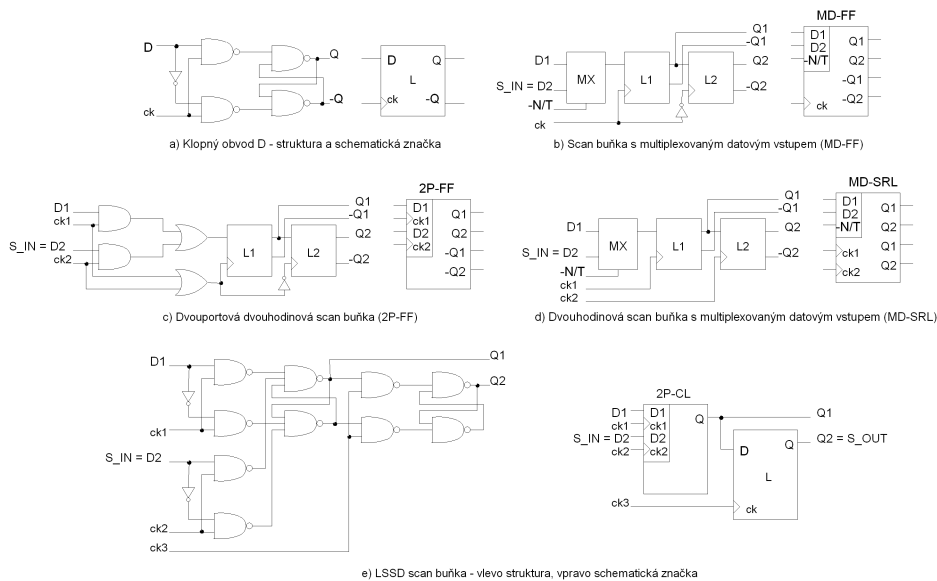 D
ck
Q
-Q
D
Q
L
ck
-Q
a) Klopný obvod D - struktura a schematická značka
D1
S_IN = D2
-N/T
ck
MX
L1
L2
Q1
-Q1
Q2
-Q2
MD-FF
D1
D2
-N/T
ck
Q1
Q2
-Q1
-Q2
b) Scan buňka s multiplexovaným datovým vstupem (MD-FF)
D1
ck1
S_IN = D2
ck2
L1
L2
Q1
-Q1
Q2
-Q2
2P-FF
D1
ck1
D2
ck2
Q1
Q2
-Q1
-Q2
c) Dvouportová dvouhodinová scan buňka (2P-FF)
D1
S_IN = D2
-N/T
ck1
ck2
MX
L1
L2
Q1
-Q1
Q2
-Q2
MD-SRL
D1
D2
-N/T
ck1
ck2
Q1
Q2
Q1
Q2
d) Dvouhodinová scan buňka s multiplexovaným datovým vstupem (MD-SRL)
D1
ck1
S_IN = D2
ck2
ck3
Q1
Q2
2P-CL
D1
ck1
S_IN = D2
ck2
D1
ck1
D2
ck2
Q
Q1
D
Q
Q2 = S_OUT
L
ck3
ck
e) LSSD scan buňka - vlevo struktura, vpravo schematická značka